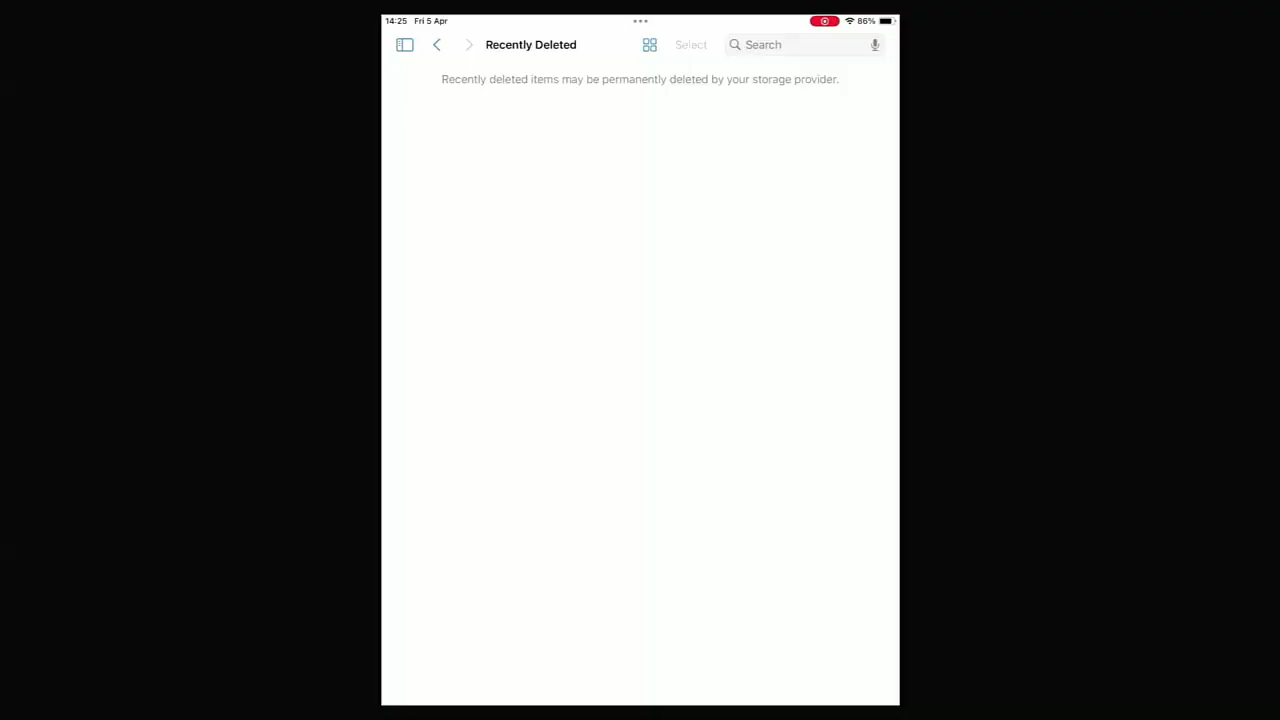 14:25 Fri 5 Apr 86%
Recently Deleted Select Search
Recently deleted items may be permanently deleted by your storage provider.